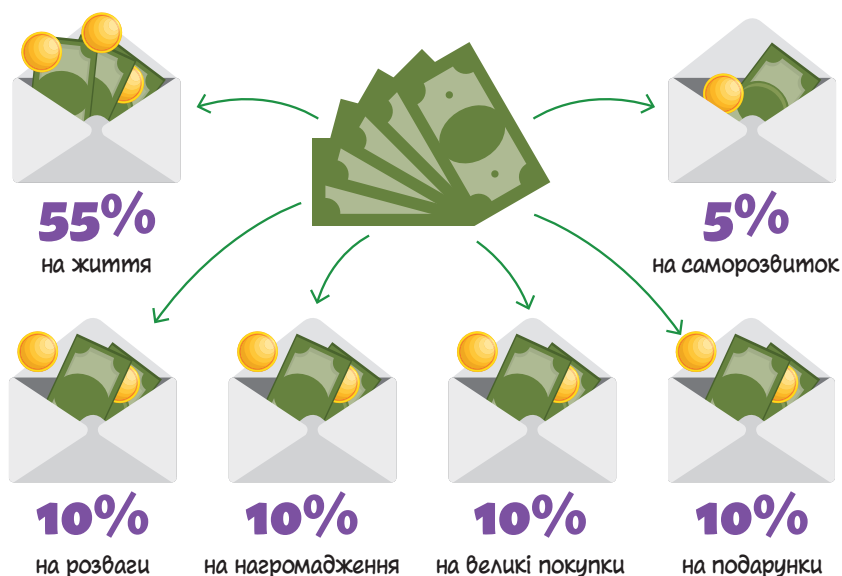 55%
на життя
5%
на саморозвиток
10%
на розваги
10%
на нагромадження
10%
на великі покупки
10%
на подарунки